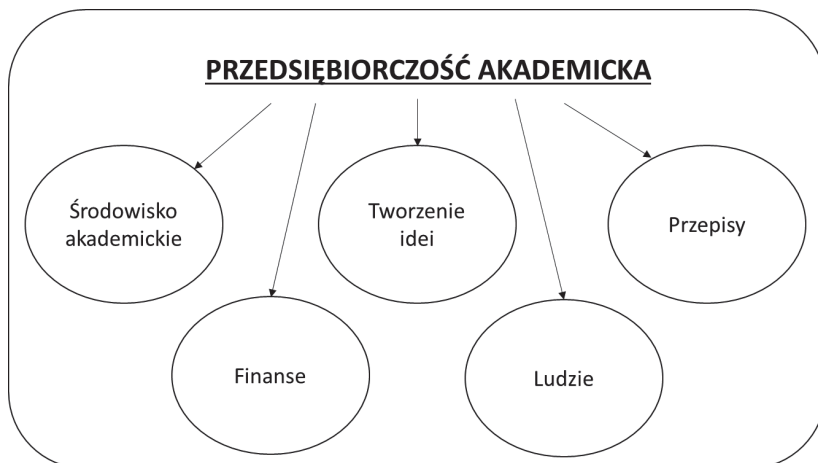 PRZEDSIĘBIORCZOŚĆ AKADEMICKA
Środowisko
akademickie
Tworzenie
idei
Przepisy
Finanse
Ludzie